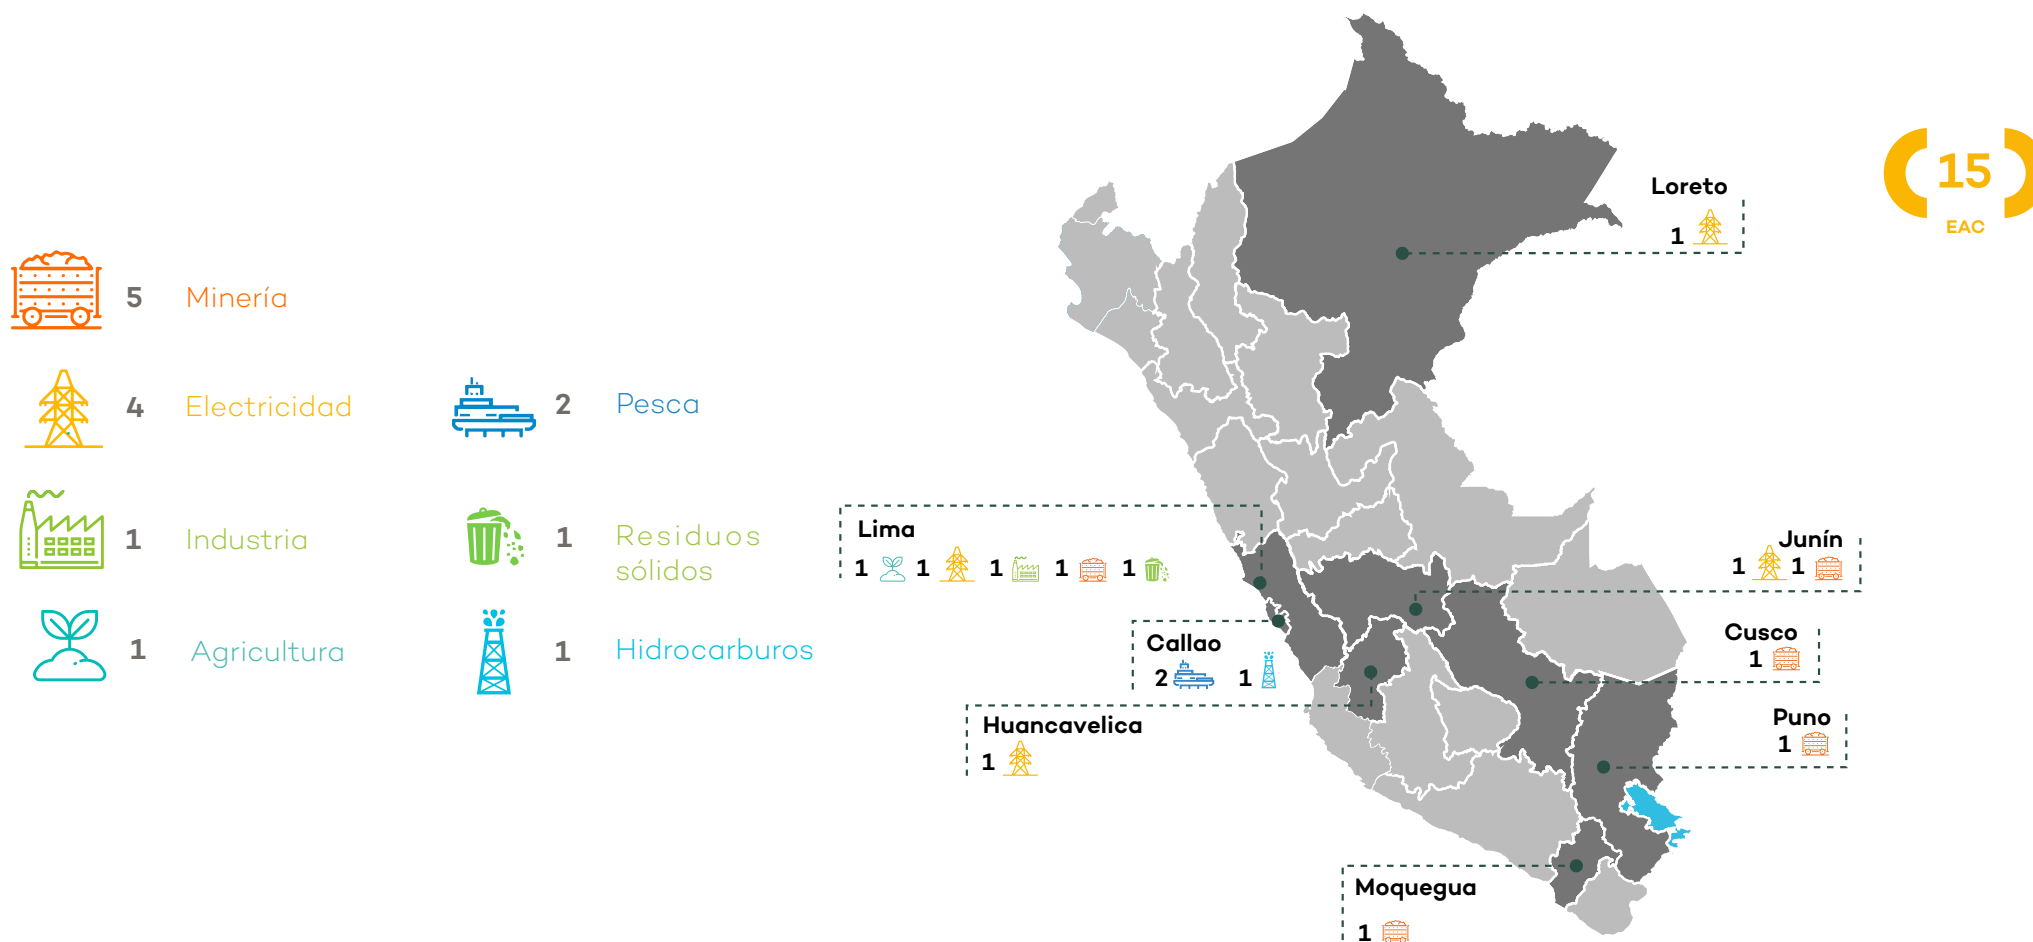 5 Minería
4 Electricidad
2 Pesca
1 Industria
1 Residuos
sólidos
1 Agricultura
1 Hidrocarburos
15
EAC
Loreto
1
Lima
1 1 1 1 1
Junín
1 1
Callao
2 1
Cusco
1
Huancavelica
1
Puno
1
Moquegua
1